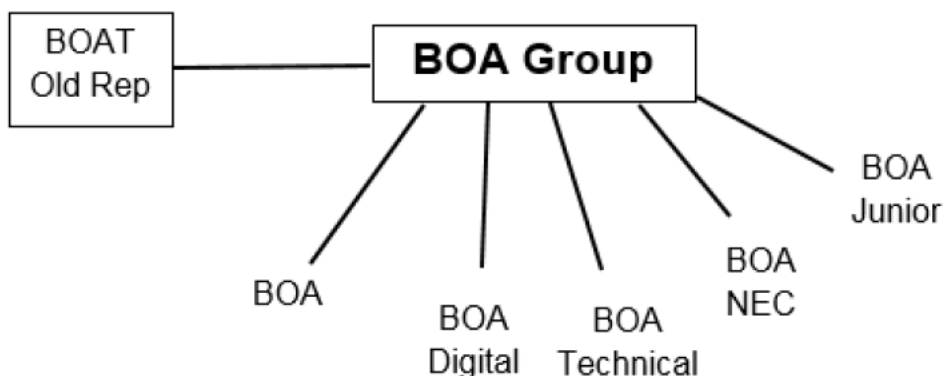 BOAT
Old Rep
BOA Group
BOA
BOA
Digital
BOA
Technical
BOA
NEC
BOA
Junior